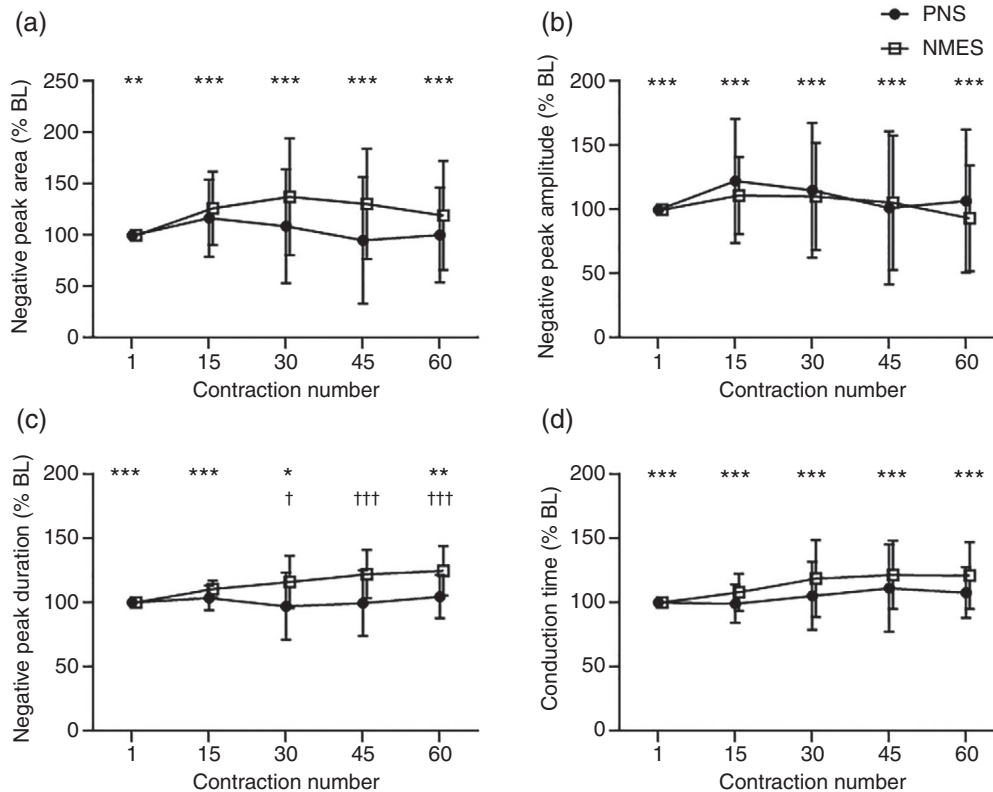 (a)
Negative peak area (% BL)
250
200
150
100
50
0
** *** *** *** ***
1 15 30 45 60
Contraction number
(b)
PNS
NMES
Negative peak amplitude (% BL)
200
150
100
50
0
*** *** *** *** ***
1 15 30 45 60
Contraction number
(c)
Negative peak duration (% BL)
200
150
100
50
0
*** *** * **
† ††† †††
1 15 30 45 60
Contraction number
(d)
Conduction time (% BL)
200
150
100
50
0
*** *** *** *** ***
1 15 30 45 60
Contraction number